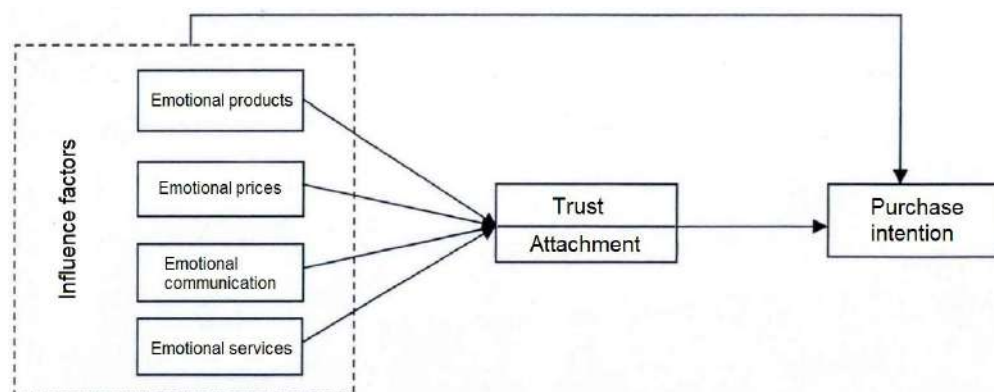 Influence factors
Emotional products
Emotional prices
Emotional
communication
Emotional services
Trust
Attachment
Purchase
intention